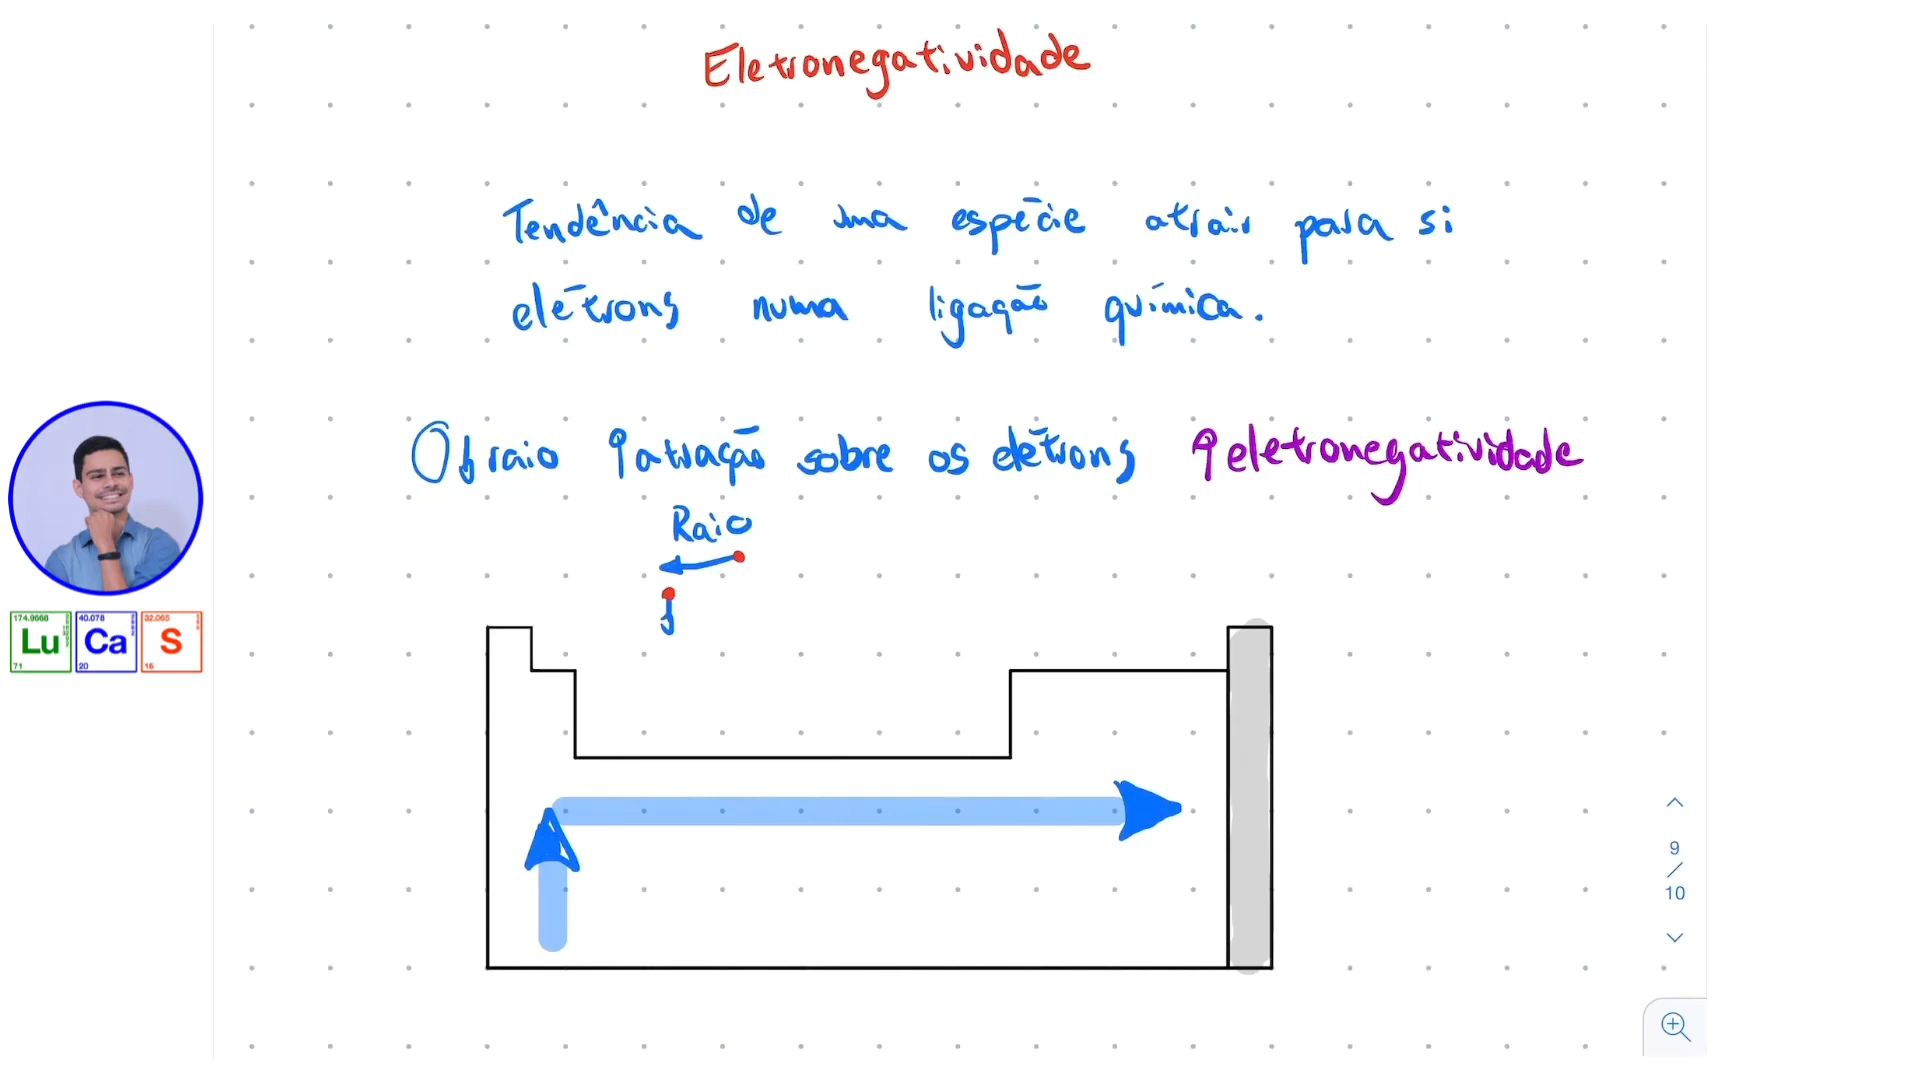 Eletronegatividade
Tendência de uma espécie atrair para si
elétrons numa ligação química.
↓ raio ↑ atração sobre os elétrons ↑ eletronegatividade
Raio
174.9668 40.078 32.065
Lu Ca S
71 20 16
9
/
10